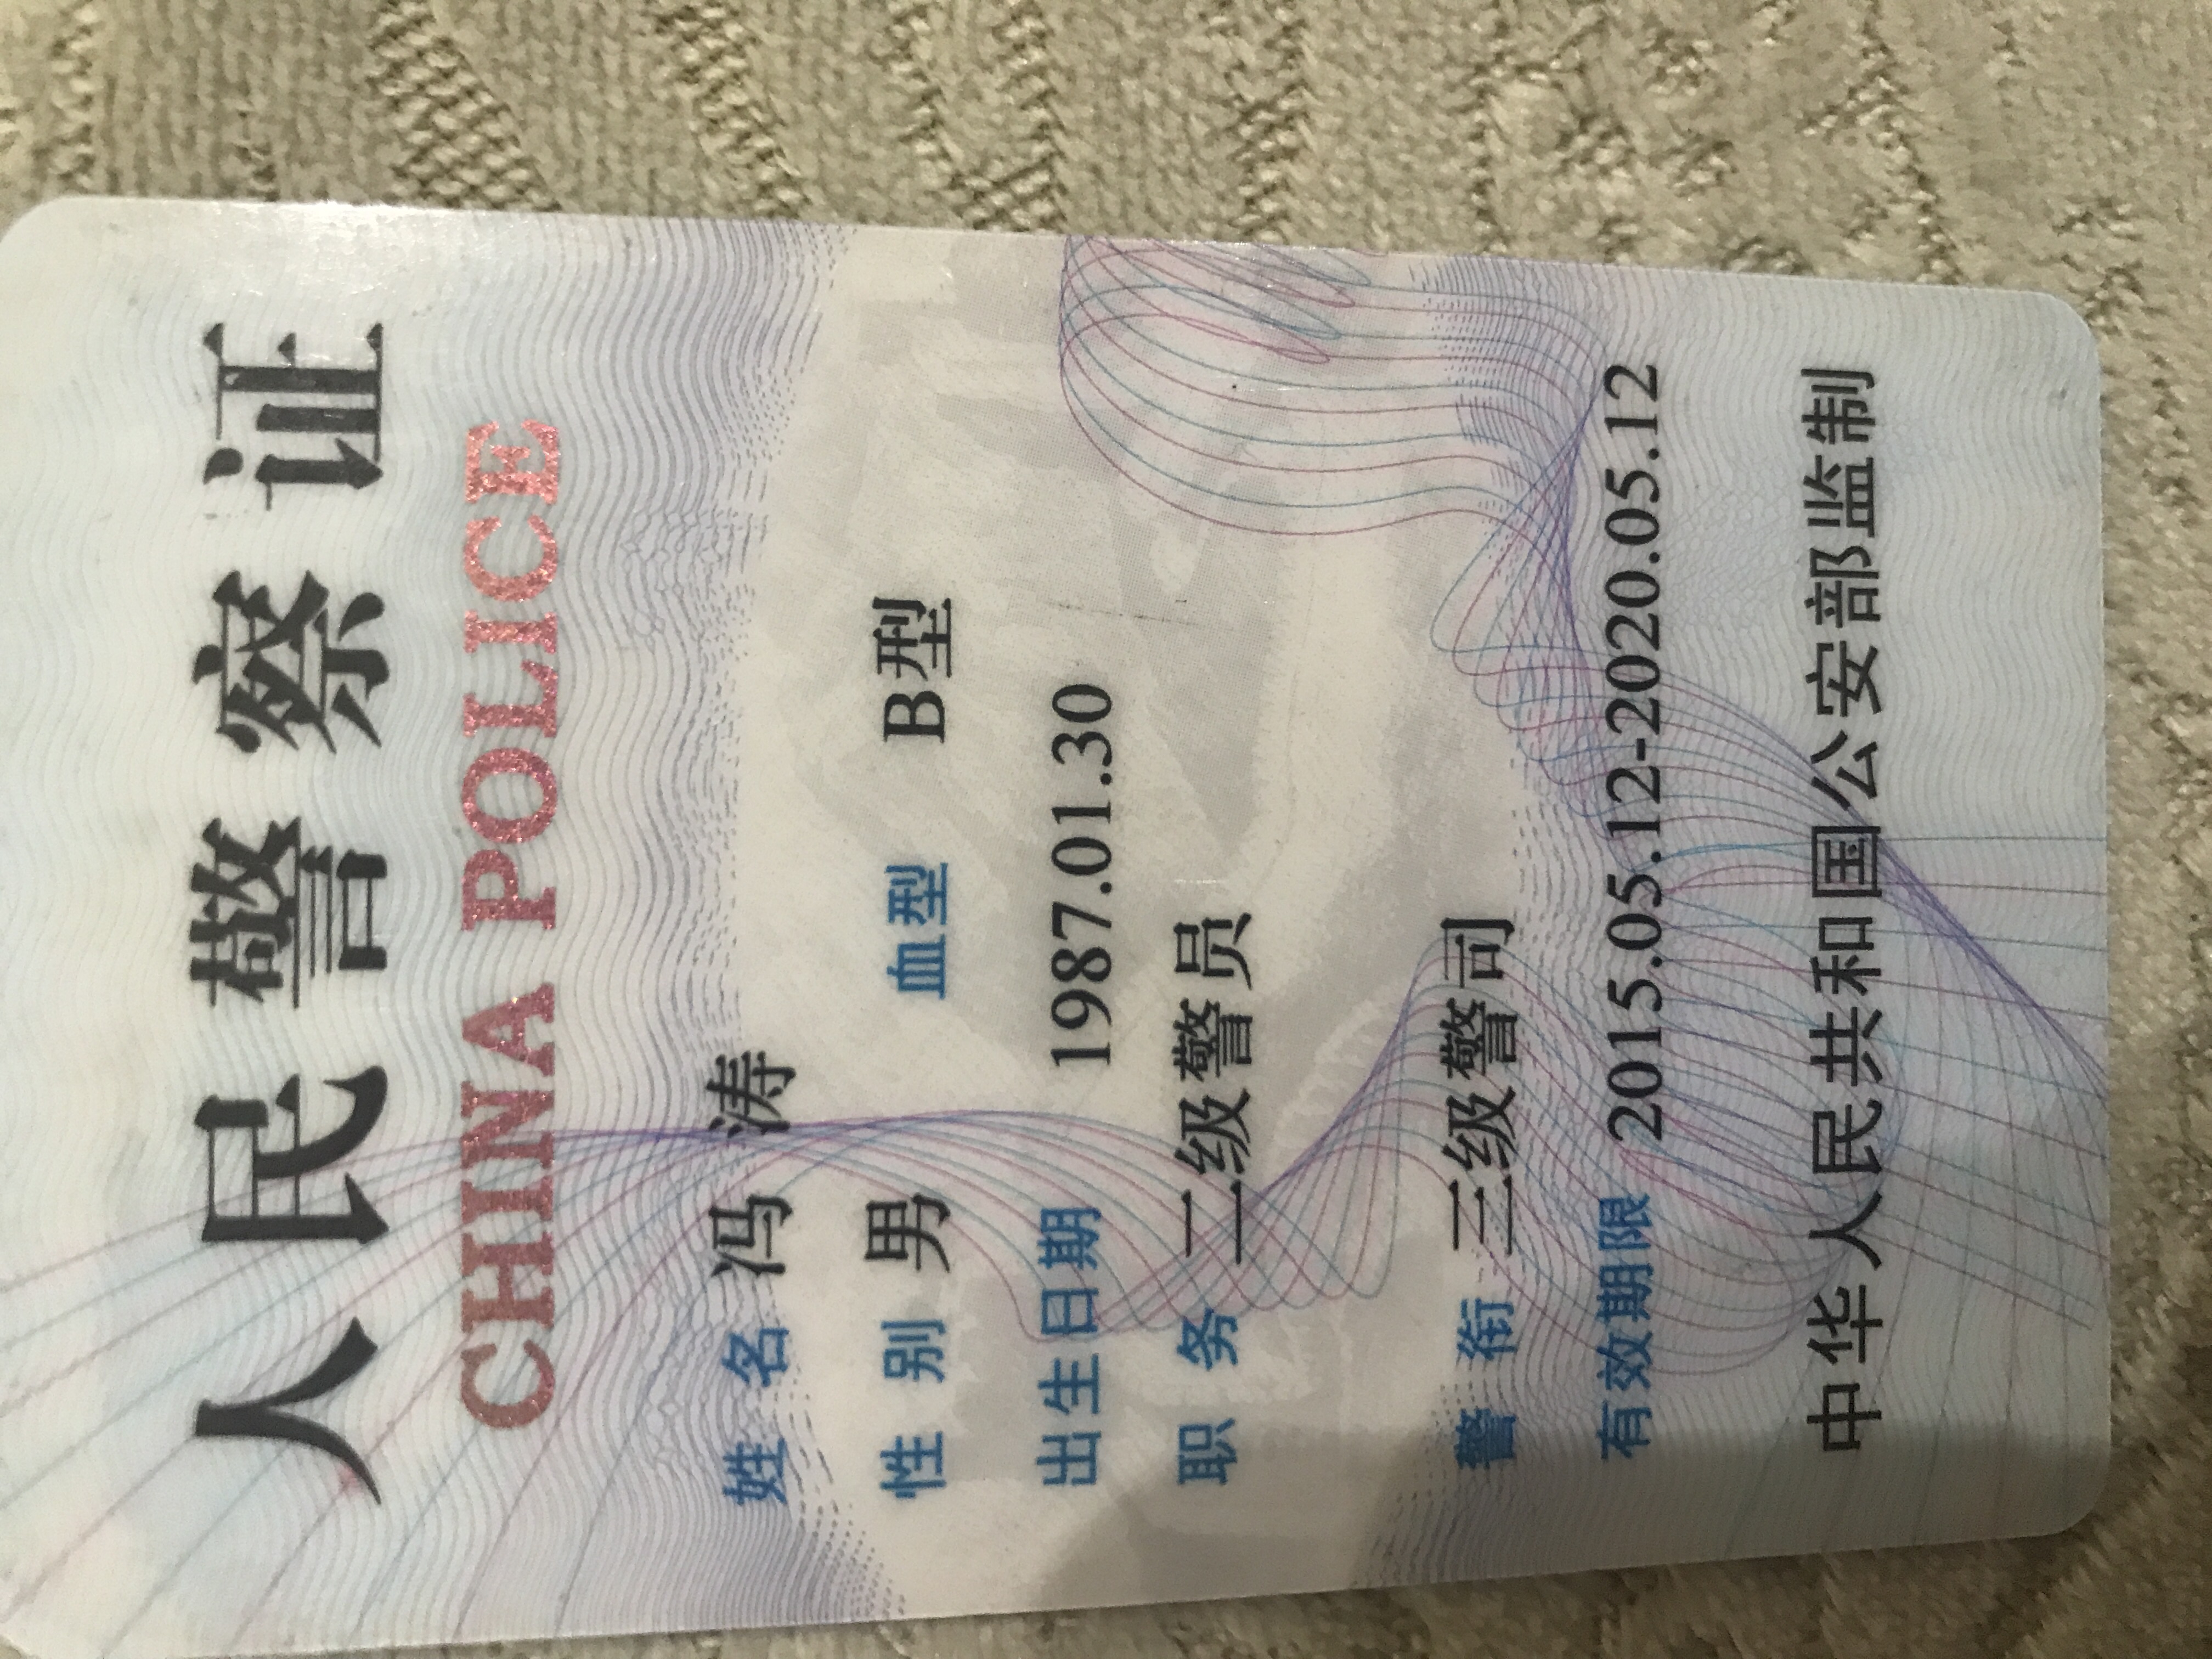 人民警察证
CHINA POLICE
姓名 冯涛
性别 男 血型 B型
出生日期 1987.01.30
职务 二级警员
警衔 三级警司
有效期限 2015.05.12-2020.05.12
中华人民共和国公安部监制